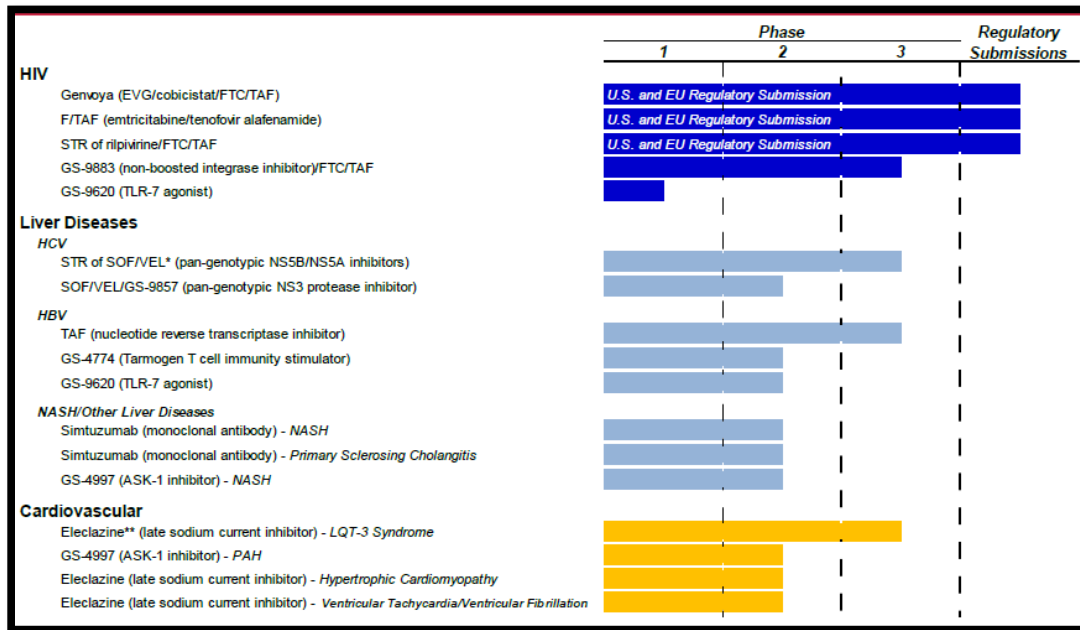 Phase
Regulatory
Submissions
1 2 3
HIV
Genvoya (EVG/cobicistat/FTC/TAF) U.S. and EU Regulatory Submission
F/TAF (emtricitabine/tenofovir alafenamide) U.S. and EU Regulatory Submission
STR of rilpivirine/FTC/TAF U.S. and EU Regulatory Submission
GS-9883 (non-boosted integrase inhibitor)/FTC/TAF
GS-9620 (TLR-7 agonist)
Liver Diseases
HCV
STR of SOF/VEL* (pan-genotypic NS5B/NS5A inhibitors)
SOF/VEL/GS-9857 (pan-genotypic NS3 protease inhibitor)
HBV
TAF (nucleotide reverse transcriptase inhibitor)
GS-4774 (Tarmogen T cell immunity stimulator)
GS-9620 (TLR-7 agonist)
NASH/Other Liver Diseases
Simtuzumab (monoclonal antibody) - NASH
Simtuzumab (monoclonal antibody) - Primary Sclerosing Cholangitis
GS-4997 (ASK-1 inhibitor) - NASH
Cardiovascular
Eleclazine** (late sodium current inhibitor) - LQT-3 Syndrome
GS-4997 (ASK-1 inhibitor) - PAH
Eleclazine (late sodium current inhibitor) - Hypertrophic Cardiomyopathy
Eleclazine (late sodium current inhibitor) - Ventricular Tachycardia/Ventricular Fibrillation